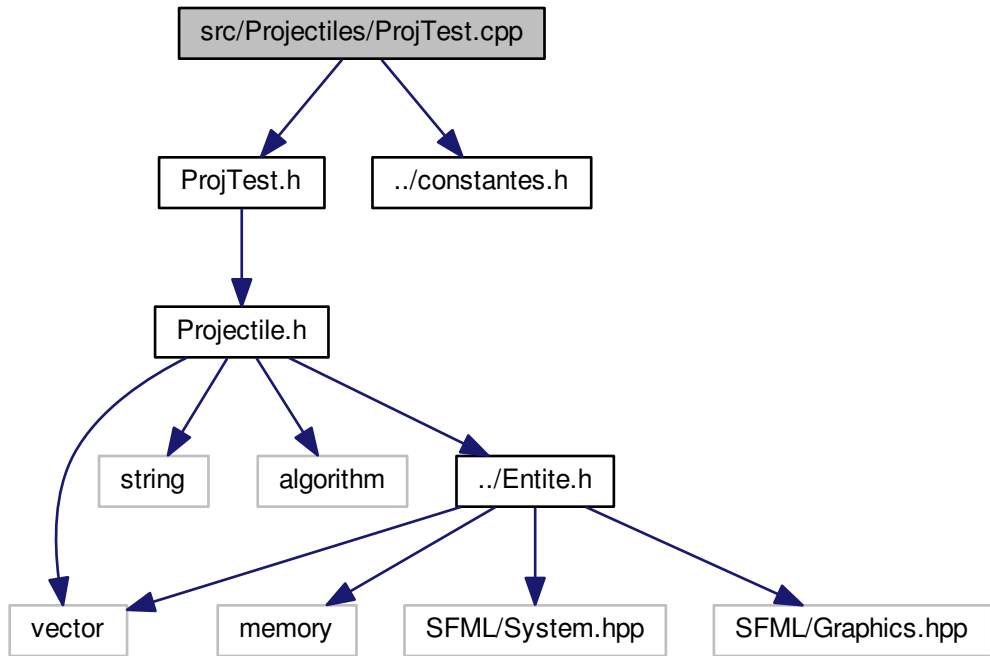 src/Projectiles/ProjTest.cpp
ProjTest.h
../constantes.h
Projectile.h
string
algorithm
../Entite.h
vector
memory
SFML/System.hpp
SFML/Graphics.hpp